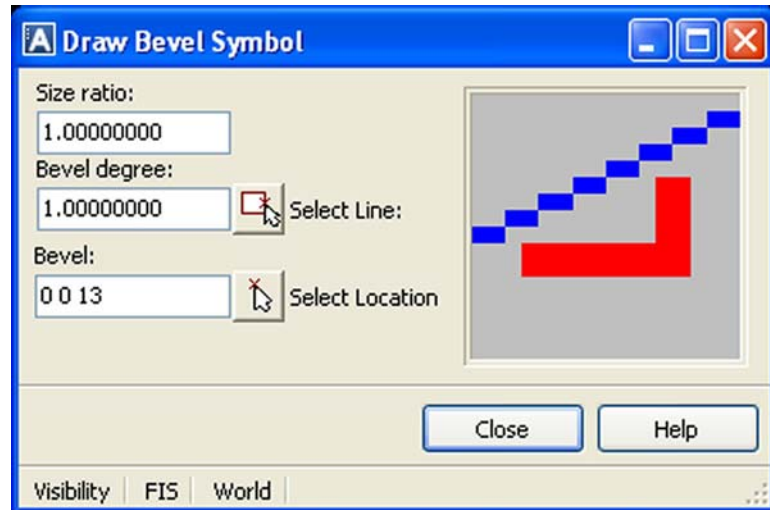 Draw Bevel Symbol
Size ratio:
1.00000000
Bevel degree:
1.00000000
Select Line:
Bevel:
0 0 13
Select Location
Close
Help
Visibility
FIS
World